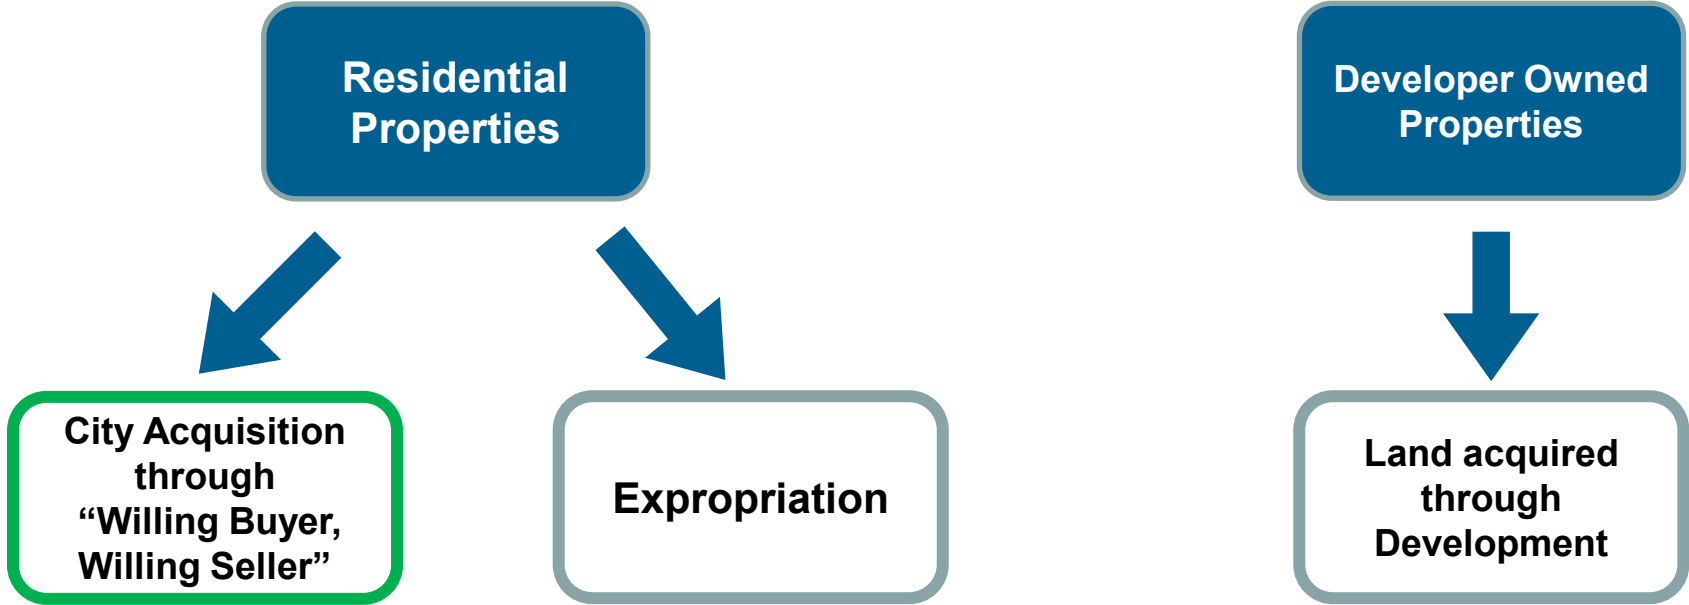 Residential
Properties
Developer Owned
Properties
City Acquisition
through
“Willing Buyer,
Willing Seller”
Expropriation
Land acquired
through
Development